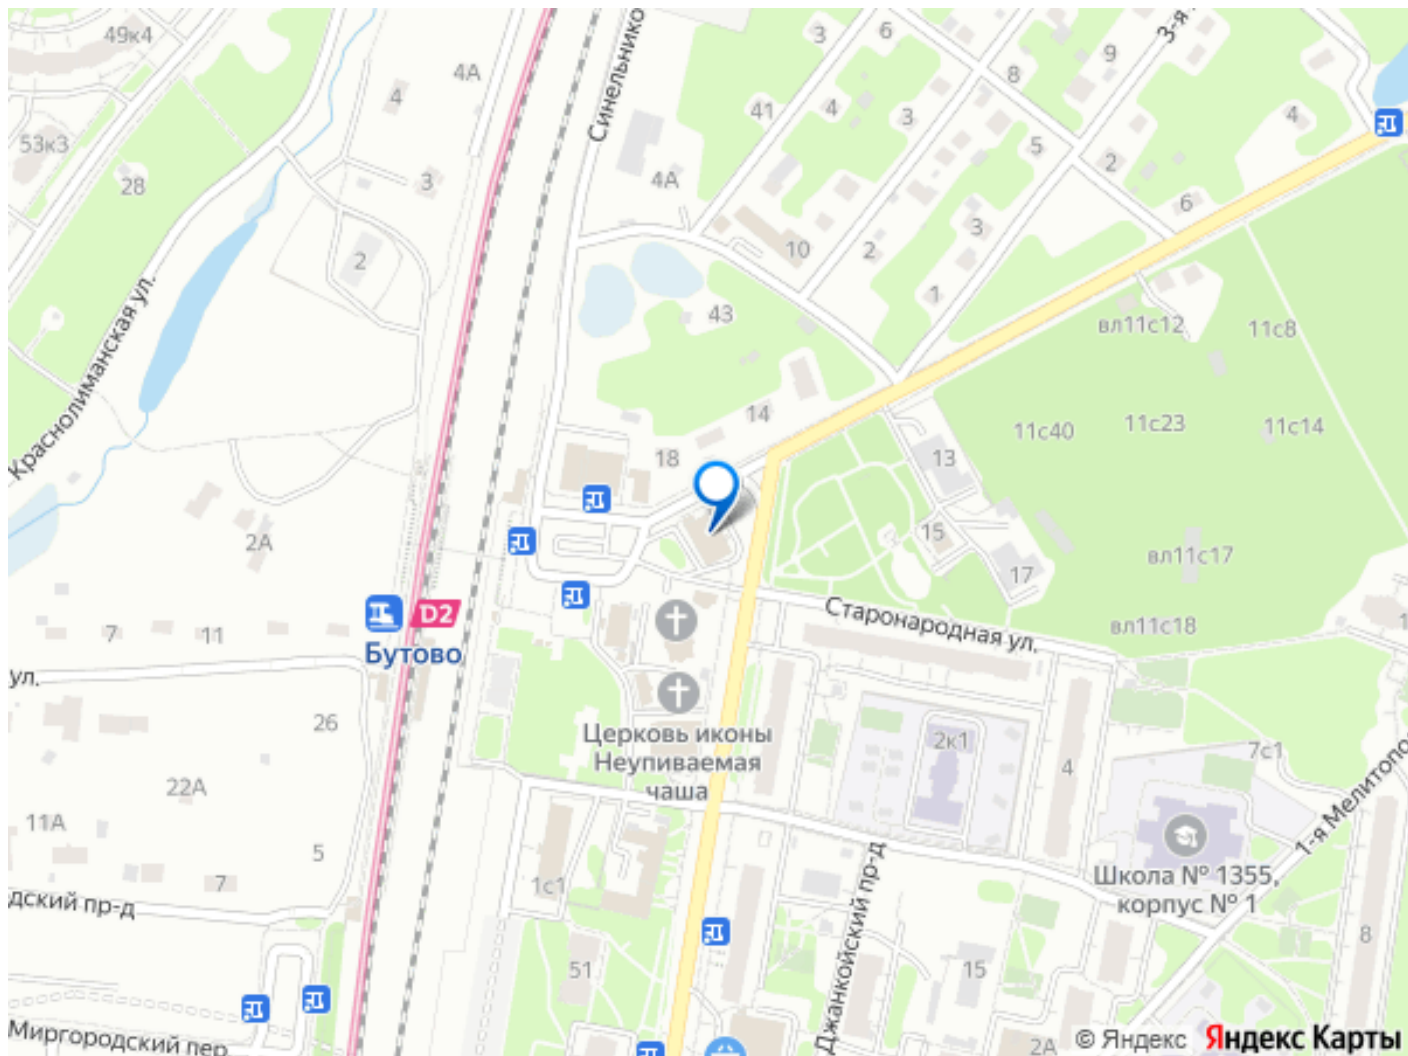 49к4
4А
4
53к3
28
3
2
Краснолиманская ул.
Синельнико
3
6
3-я
9
8
41
4
3
5
2
4
4А
10
2
3
6
1
43
вл11с12
11с8
14
11с40
11с23
11с14
18
13
15
17
вл11с17
2А
D2
Бутово
7
11
ул.
26
22А
11А
5
7
дский пр-д
Миргородский пер
Старонародная ул.
вл11с18
1
Церковь иконы
Неупиваемая
чаша
2к1
4
7с1
1-я Мелитопо
Школа № 1355,
корпус № 1
1с1
51
Джанкойский пр-д
15
8
2А
© Яндекс Яндекс Карты